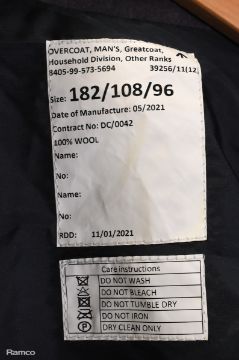 OVERCOAT, MAN'S, Greatcoat,
Household Division, Other Ranks
8405-99-573-5694 39256/11(12)
Size: 182/108/96
Date of Manufacture: 05/2021
Contract No: DC/0042
100% WOOL
Name:
No:
Name:
No:
RDD: 11/01/2021
Care instructions
DO NOT WASH
DO NOT BLEACH
DO NOT TUMBLE DRY
DO NOT IRON
P DRY CLEAN ONLY
Ramco